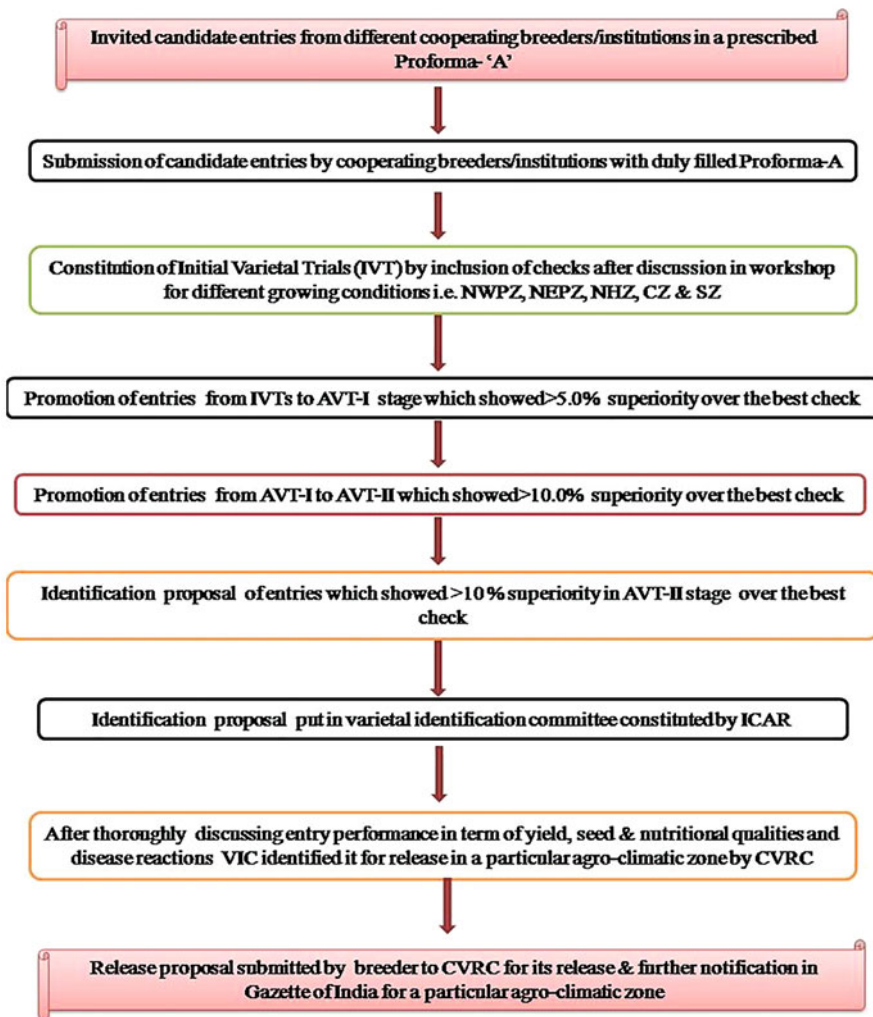 Invited candidate entries from different cooperating breeders/institutions in a prescribed
Proforma- ‘A’
Submission of candidate entries by cooperating breeders/institutions with duly filled Proforma-A
Constitution of Initial Varietal Trials (IVT) by inclusion of checks after discussion in workshop
for different growing conditions i.e. NWPZ, NEPZ, NHZ, CZ & SZ
Promotion of entries from IVTs to AVT-I stage which showed>5.0% superiority over the best check
Promotion of entries from AVT-I to AVT-II which showed>10.0% superiority over the best check
Identification proposal of entries which showed >10% superiority in AVT-II stage over the best
check
Identification proposal put in varietal identification committee constituted by ICAR
After thoroughly discussing entry performance in term of yield, seed & nutritional qualities and
disease reactions VIC identified it for release in a particular agro-climatic zone by CVRC
Release proposal submitted by breeder to CVRC for its release & further notification in
Gazette of India for a particular agro-climatic zone